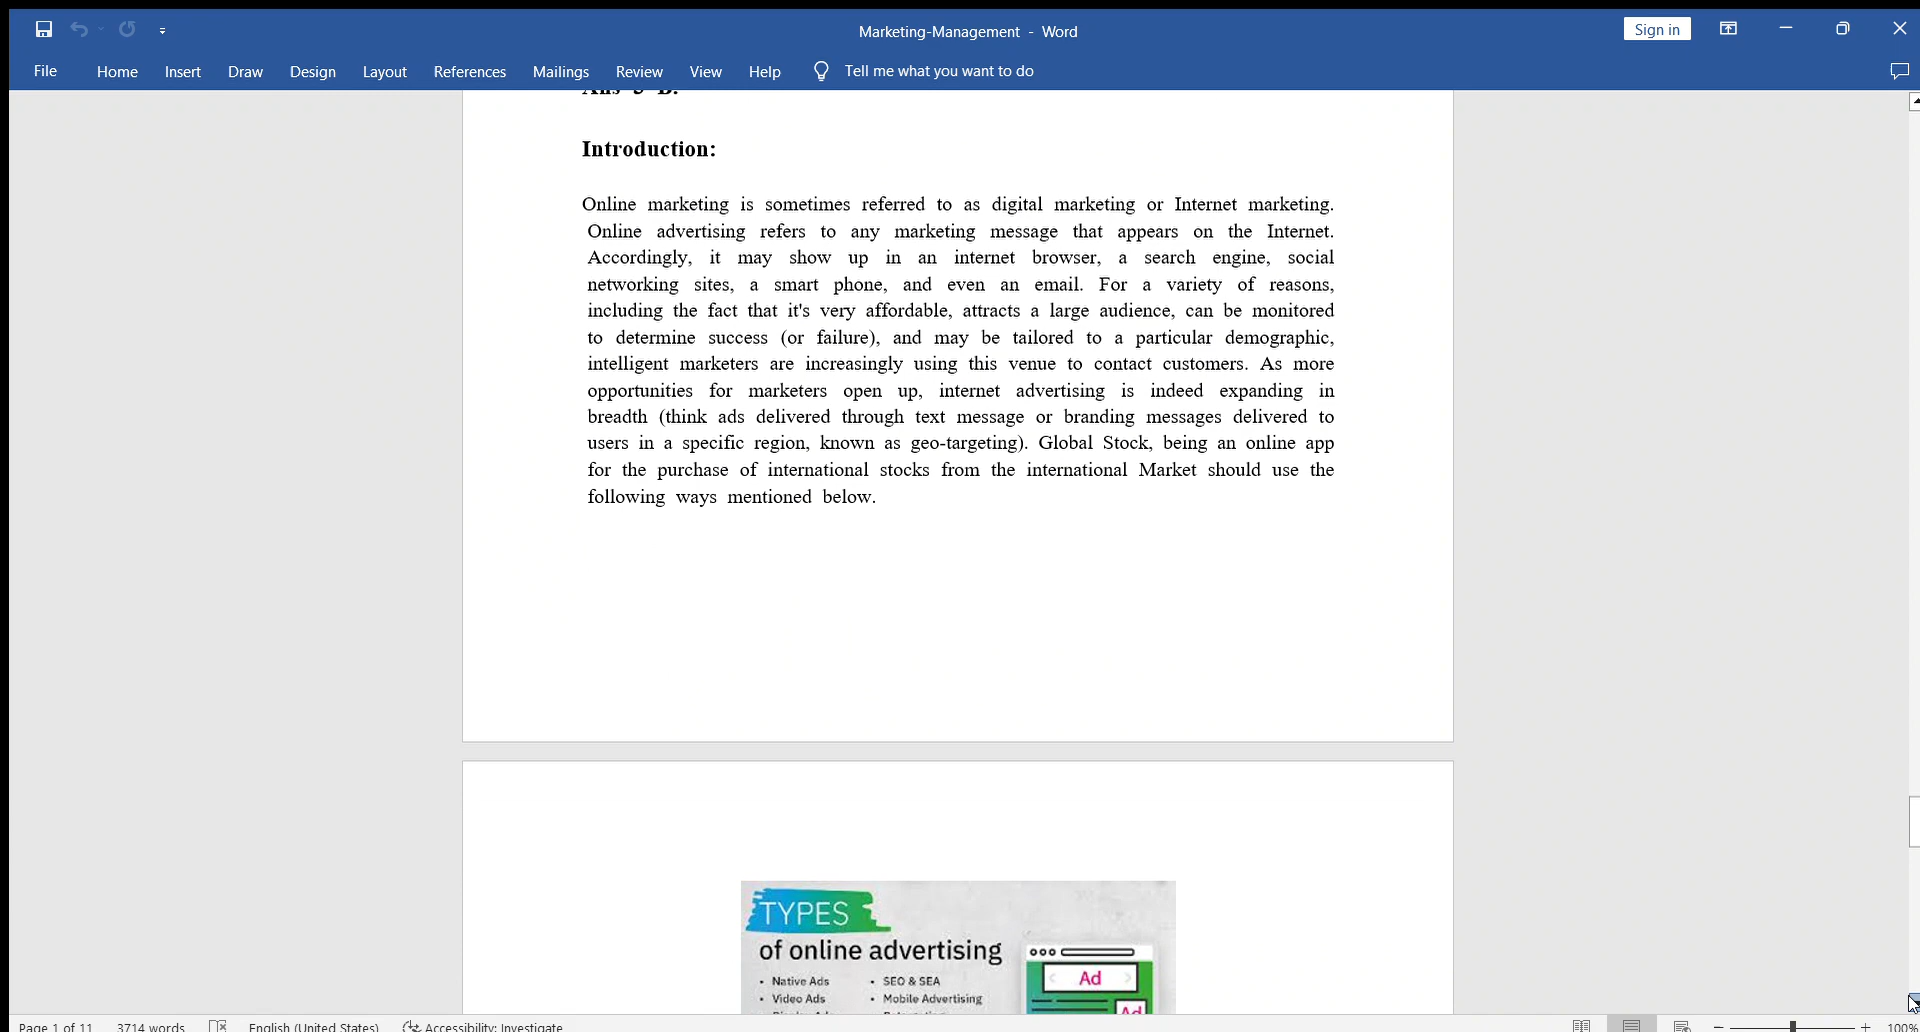 Marketing-Management - Word
Sign in
File Home Insert Draw Design Layout References Mailings Review View Help Tell me what you want to do
Introduction:
Online marketing is sometimes referred to as digital marketing or Internet marketing.
Online advertising refers to any marketing message that appears on the Internet.
Accordingly, it may show up in an internet browser, a search engine, social
networking sites, a smart phone, and even an email. For a variety of reasons,
including the fact that it's very affordable, attracts a large audience, can be monitored
to determine success (or failure), and may be tailored to a particular demographic,
intelligent marketers are increasingly using this venue to contact customers. As more
opportunities for marketers open up, internet advertising is indeed expanding in
breadth (think ads delivered through text message or branding messages delivered to
users in a specific region, known as geo-targeting). Global Stock, being an online app
for the purchase of international stocks from the international Market should use the
following ways mentioned below.
TYPES
of online advertising
• Native Ads • SEO & SEA
• Video Ads • Mobile Advertising
Ad
Ad
Page 1 of 11 3714 words English (United States) Accessibility: Investigate 100%